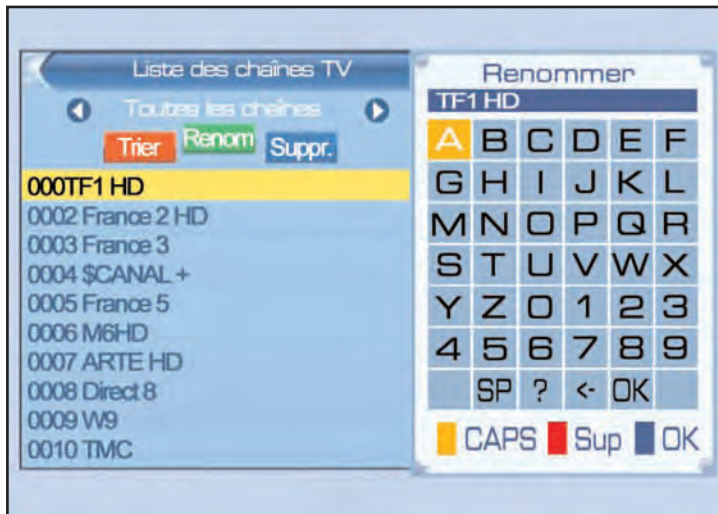 Liste des chaînes TV
Toutes les chaînes
Trier Renom Suppr.
000TF1 HD
0002 France 2 HD
0003 France 3
0004 $CANAL +
0005 France 5
0006 M6HD
0007 ARTE HD
0008 Direct 8
0009 W9
0010 TMC
Renommer
TF1 HD
A B C D E F
G H I J K L
M N O P Q R
S T U V W X
Y Z 0 1 2 3
4 5 6 7 8 9
SP ? <- OK
CAPS Sup OK